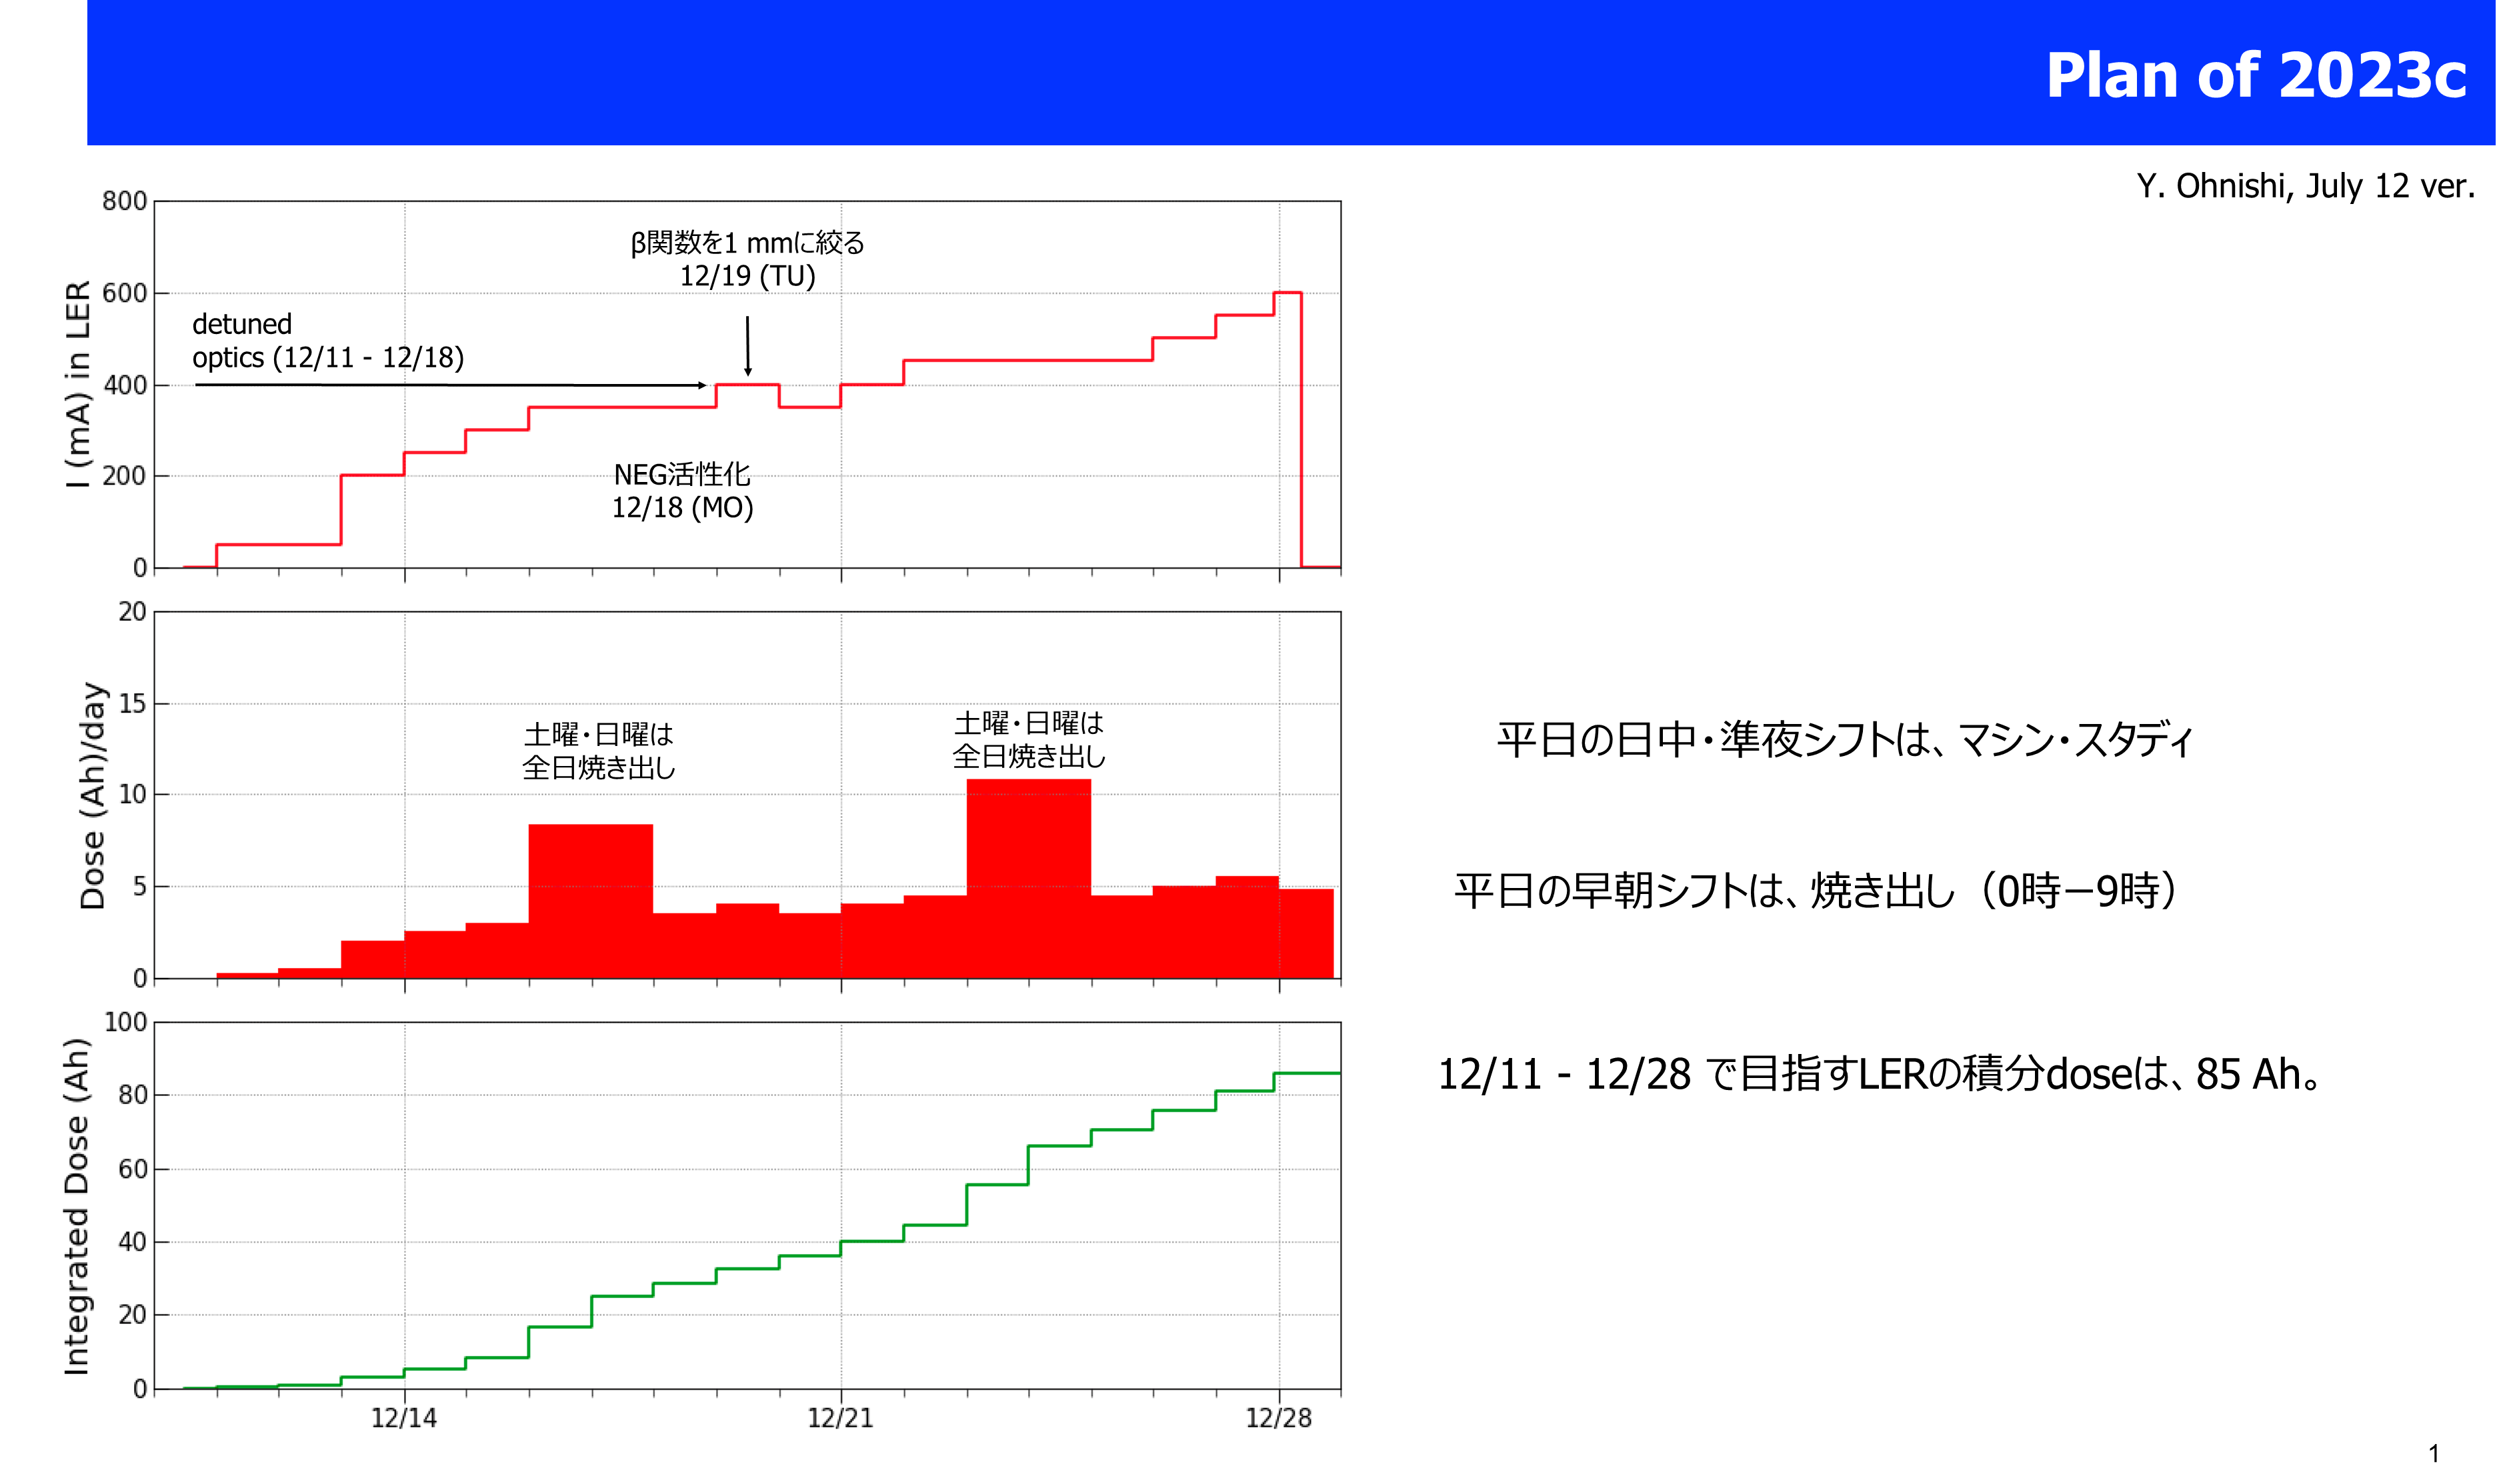 Plan of 2023c
Y. Ohnishi, July 12 ver.
I (mA) in LER
800
600
400
200
0
β関数を1 mmに絞る
12/19 (TU)
detuned
optics (12/11 - 12/18)
NEG活性化
12/18 (MO)
Dose (Ah)/day
20
15
10
5
0
土曜・日曜は
全日焼き出し
土曜・日曜は
全日焼き出し
平日の日中・準夜シフトは、マシン・スタディ
平日の早朝シフトは、焼き出し（0時ー9時）
Integrated Dose (Ah)
100
80
60
40
20
0
12/14
12/21
12/28
12/11 - 12/28 で目指すLERの積分doseは、85 Ah。
1